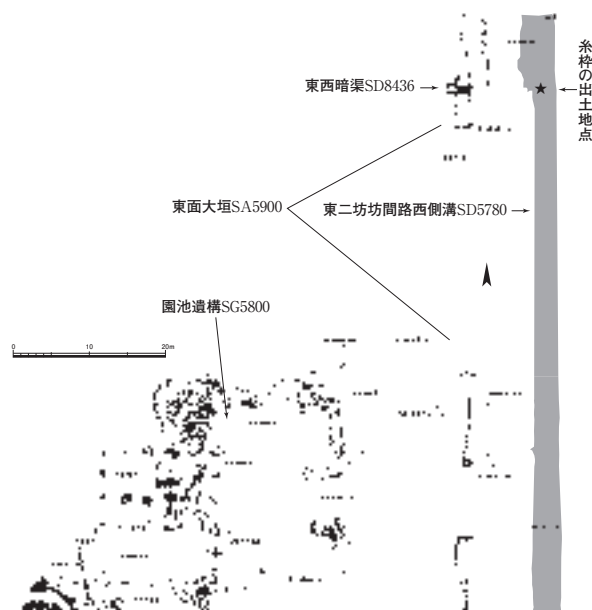 糸枠の出土地点
東西暗渠SD8436
東面大垣SA5900
東二坊坊間路西側溝SD5780
園池遺構SG5800
0 10 20m